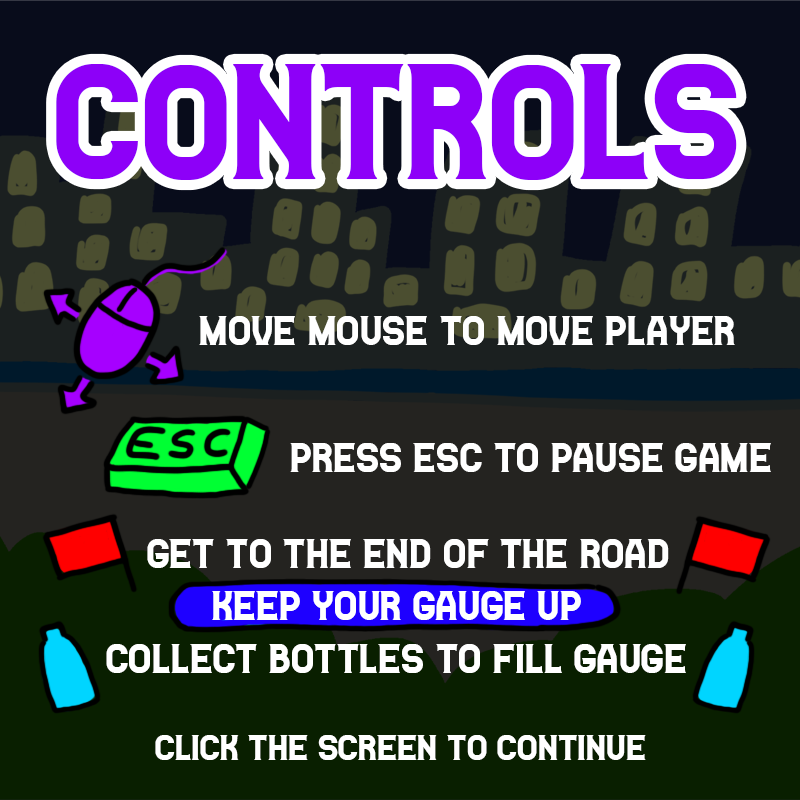 CONTROLS
MOVE MOUSE TO MOVE PLAYER
ESC
PRESS ESC TO PAUSE GAME
GET TO THE END OF THE ROAD
KEEP YOUR GAUGE UP
COLLECT BOTTLES TO FILL GAUGE
CLICK THE SCREEN TO CONTINUE